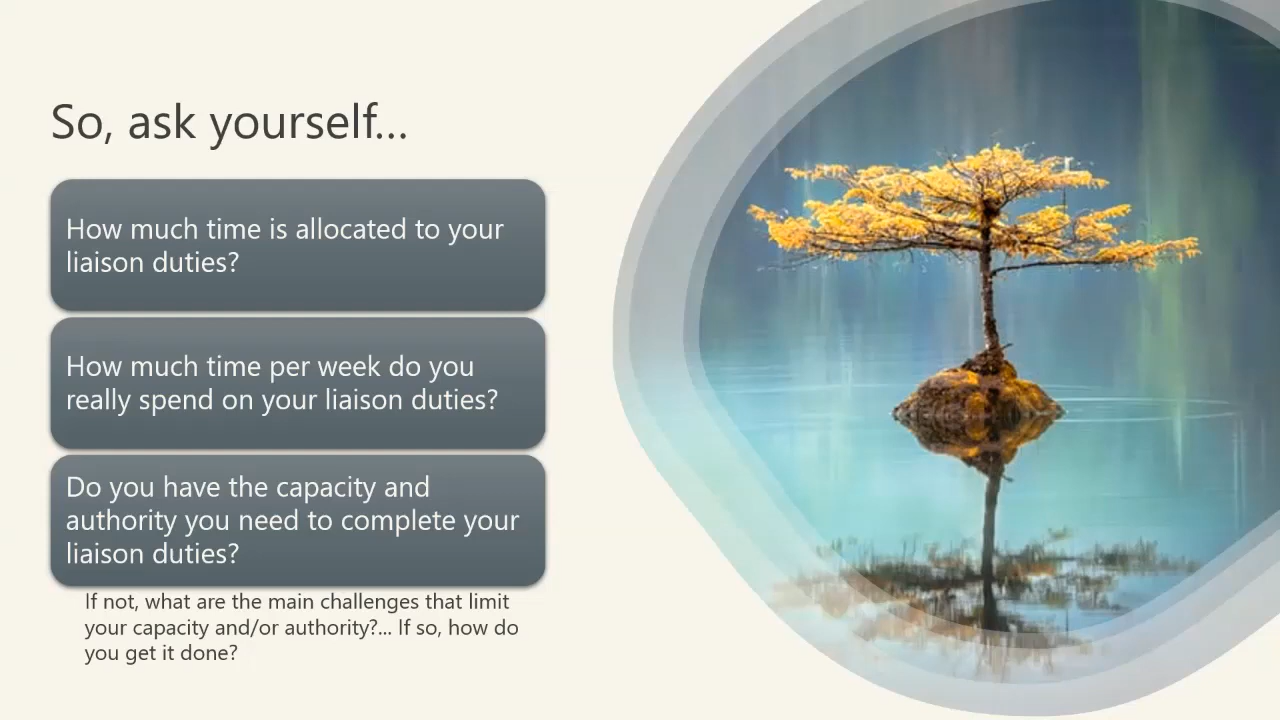 So, ask yourself...
How much time is allocated to your
liaison duties?
How much time per week do you
really spend on your liaison duties?
Do you have the capacity and
authority you need to complete your
liaison duties?
If not, what are the main challenges that limit
your capacity and/or authority?... If so, how do
you get it done?